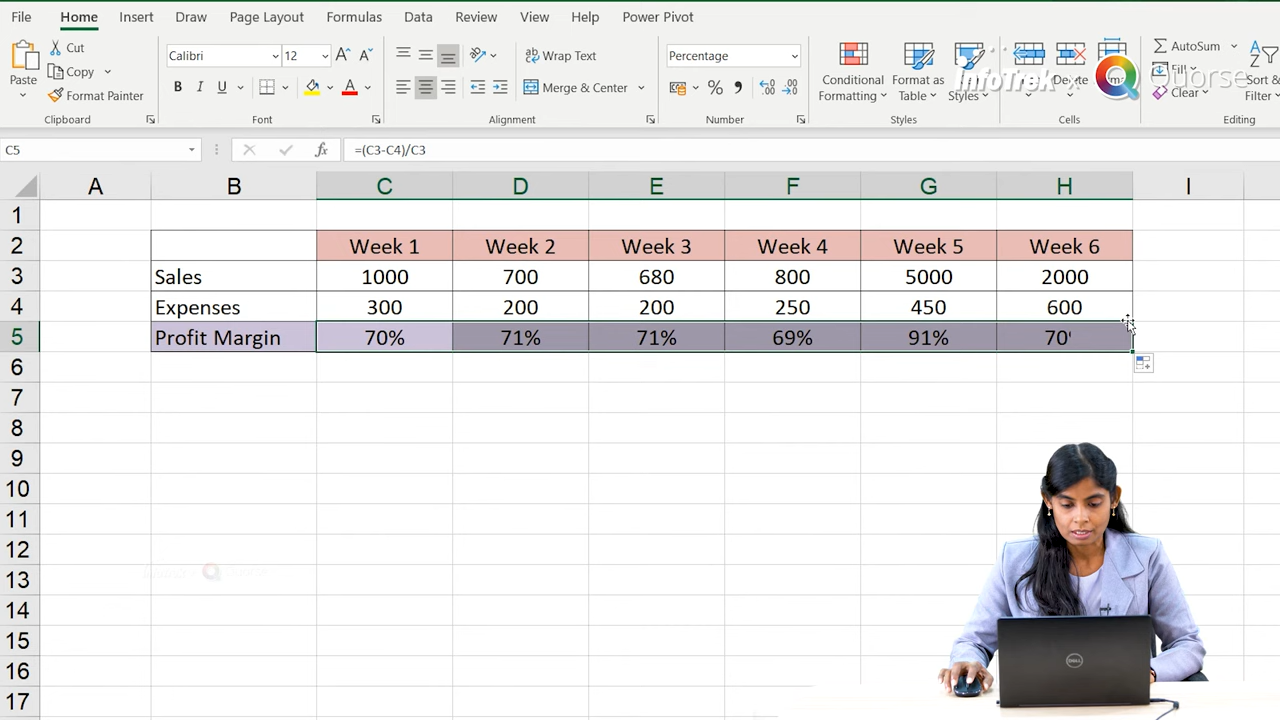 File Home Insert Draw Page Layout Formulas Data Review View Help Power Pivot
Paste
Cut
Copy
Format Painter
Clipboard
Calibri 12
B I U A
Font
Wrap Text
Merge & Center
Alignment
Percentage
% ,
Number
Conditional Formatting
Format as Table
Styles
Styles
Delete
Cells
AutoSum
Fill
Clear
Sort &
Filter
Editing
InfoTrek x Quorse
C5 fx =(C3-C4)/C3
A B C D E F G H I
1
2 Week 1 Week 2 Week 3 Week 4 Week 5 Week 6
3 Sales 1000 700 680 800 5000 2000
4 Expenses 300 200 200 250 450 600
5 Profit Margin 70% 71% 71% 69% 91% 70
6
7
8
9
10
11
12
13
14
15
16
17
DELL